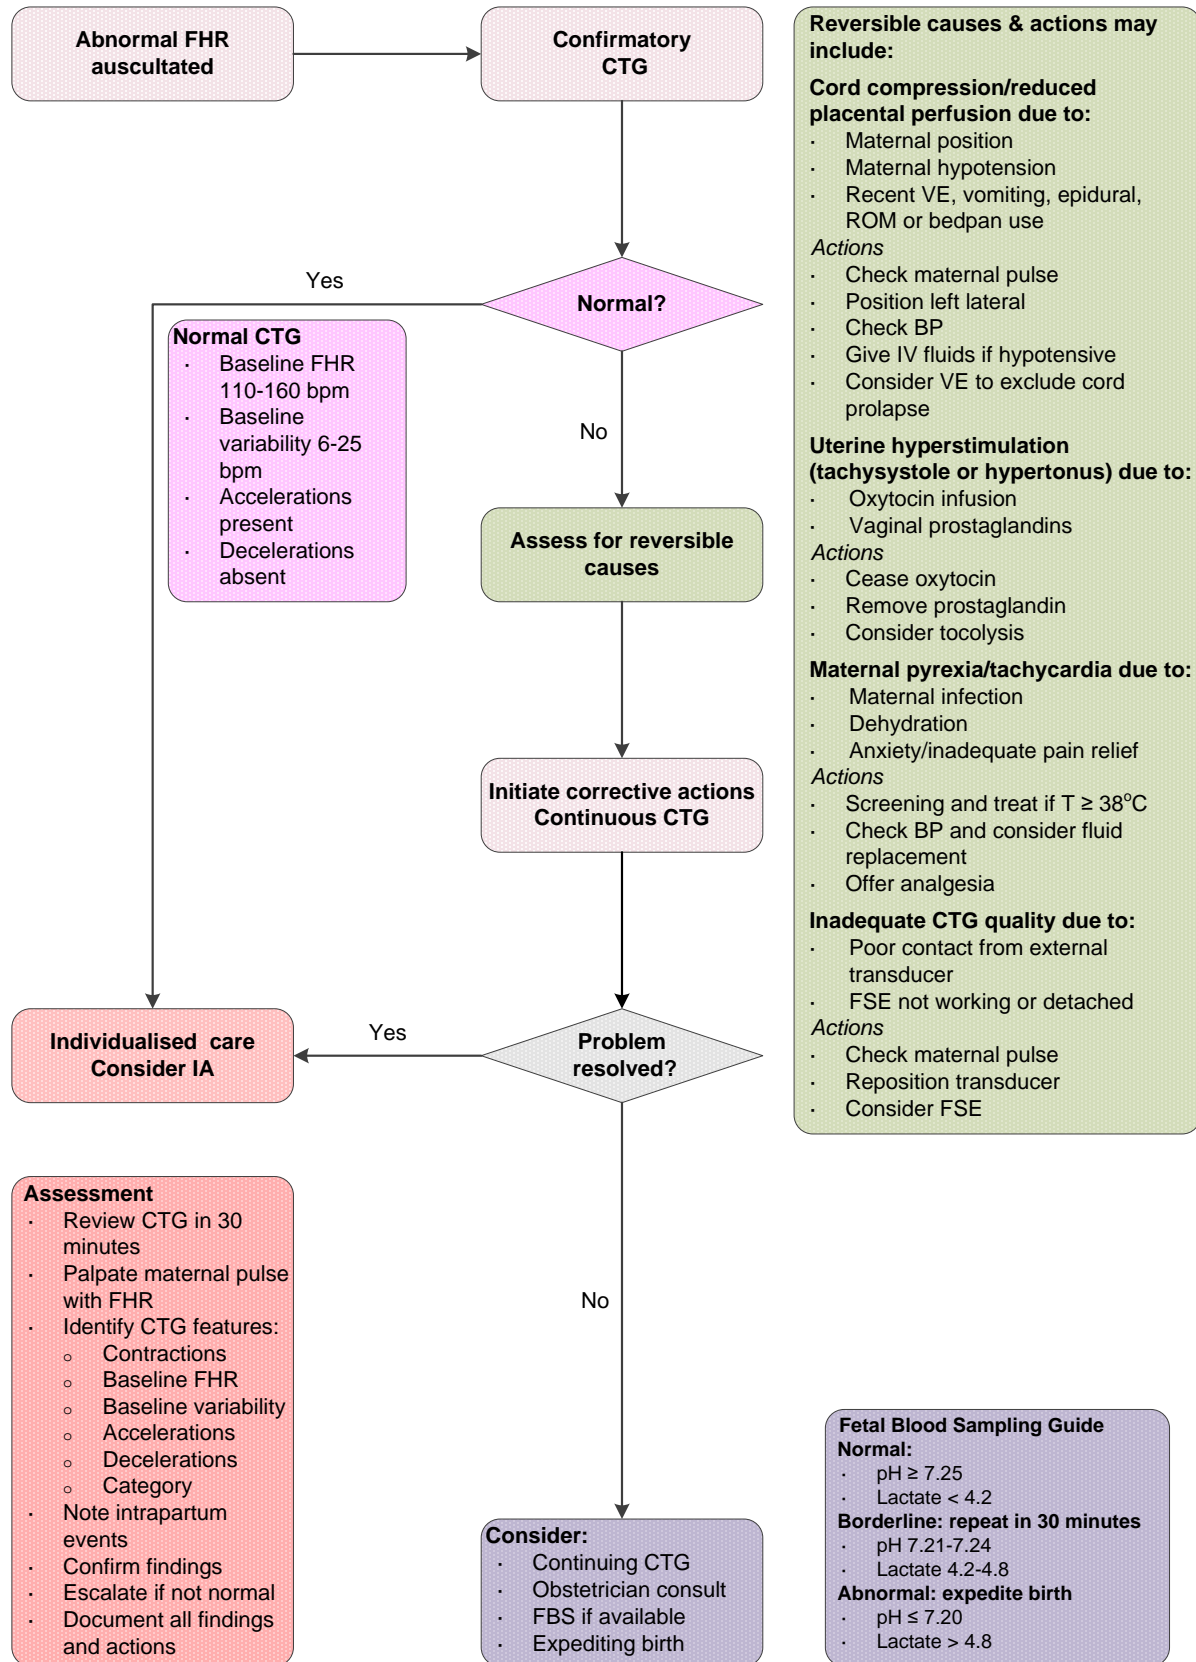 Abnormal FHR
auscultated
Confirmatory
CTG
Yes
Normal?
Normal CTG
· Baseline FHR
110-160 bpm
· Baseline
variability 6-25
bpm
· Accelerations
present
· Decelerations
absent
No
Assess for reversible
causes
Initiate corrective actions
Continuous CTG
Individualised care
Consider IA
Yes
Problem
resolved?
No
Assessment
· Review CTG in 30
minutes
· Palpate maternal pulse
with FHR
· Identify CTG features:
o Contractions
o Baseline FHR
o Baseline variability
o Accelerations
o Decelerations
o Category
· Note intrapartum
events
· Confirm findings
· Escalate if not normal
· Document all findings
and actions
Consider:
· Continuing CTG
· Obstetrician consult
· FBS if available
· Expediting birth
Reversible causes & actions may
include:
Cord compression/reduced
placental perfusion due to:
· Maternal position
· Maternal hypotension
· Recent VE, vomiting, epidural,
ROM or bedpan use
Actions
· Check maternal pulse
· Position left lateral
· Check BP
· Give IV fluids if hypotensive
· Consider VE to exclude cord
prolapse
Uterine hyperstimulation
(tachysystole or hypertonus) due to:
· Oxytocin infusion
· Vaginal prostaglandins
Actions
· Cease oxytocin
· Remove prostaglandin
· Consider tocolysis
Maternal pyrexia/tachycardia due to:
· Maternal infection
· Dehydration
· Anxiety/inadequate pain relief
Actions
· Screening and treat if T ≥ 38°C
· Check BP and consider fluid
replacement
· Offer analgesia
Inadequate CTG quality due to:
· Poor contact from external
transducer
· FSE not working or detached
Actions
· Check maternal pulse
· Reposition transducer
· Consider FSE
Fetal Blood Sampling Guide
Normal:
· pH ≥ 7.25
· Lactate < 4.2
Borderline: repeat in 30 minutes
· pH 7.21-7.24
· Lactate 4.2-4.8
Abnormal: expedite birth
· pH ≤ 7.20
· Lactate > 4.8